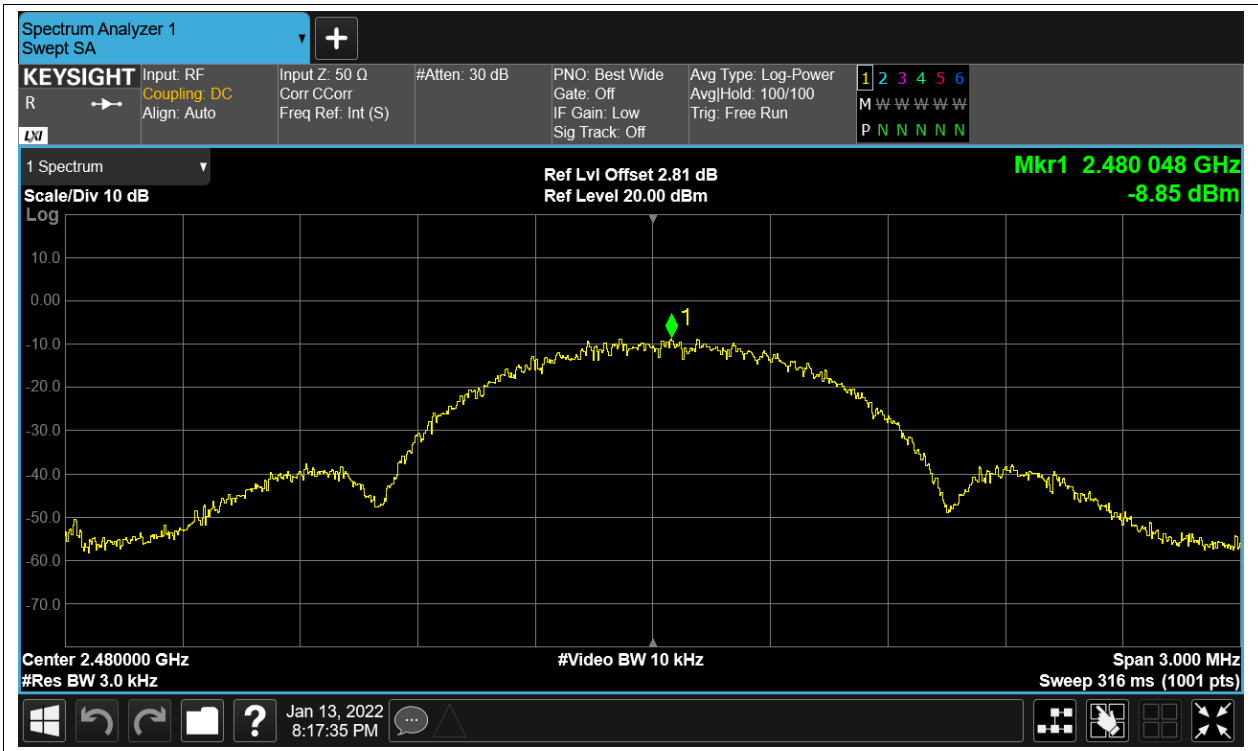 Spectrum Analyzer 1
Swept SA
KEYSIGHT
R
LXI
Input: RF
Coupling: DC
Align: Auto
Input Z: 50 Ω
Corr CCorr
Freq Ref: Int (S)
#Atten: 30 dB
PNO: Best Wide
Gate: Off
IF Gain: Low
Sig Track: Off
Avg Type: Log-Power
Avg|Hold: 100/100
Trig: Free Run
1 2 3 4 5 6
M W W W W W
P N N N N N
1 Spectrum
Scale/Div 10 dB
Ref Lvl Offset 2.81 dB
Ref Level 20.00 dBm
Mkr1 2.480 048 GHz
-8.85 dBm
Log
10.0
0.00
1
-10.0
-20.0
-30.0
-40.0
-50.0
-60.0
-70.0
Center 2.480000 GHz
#Video BW 10 kHz
Span 3.000 MHz
#Res BW 3.0 kHz
Sweep 316 ms (1001 pts)
?
Jan 13, 2022
8:17:35 PM